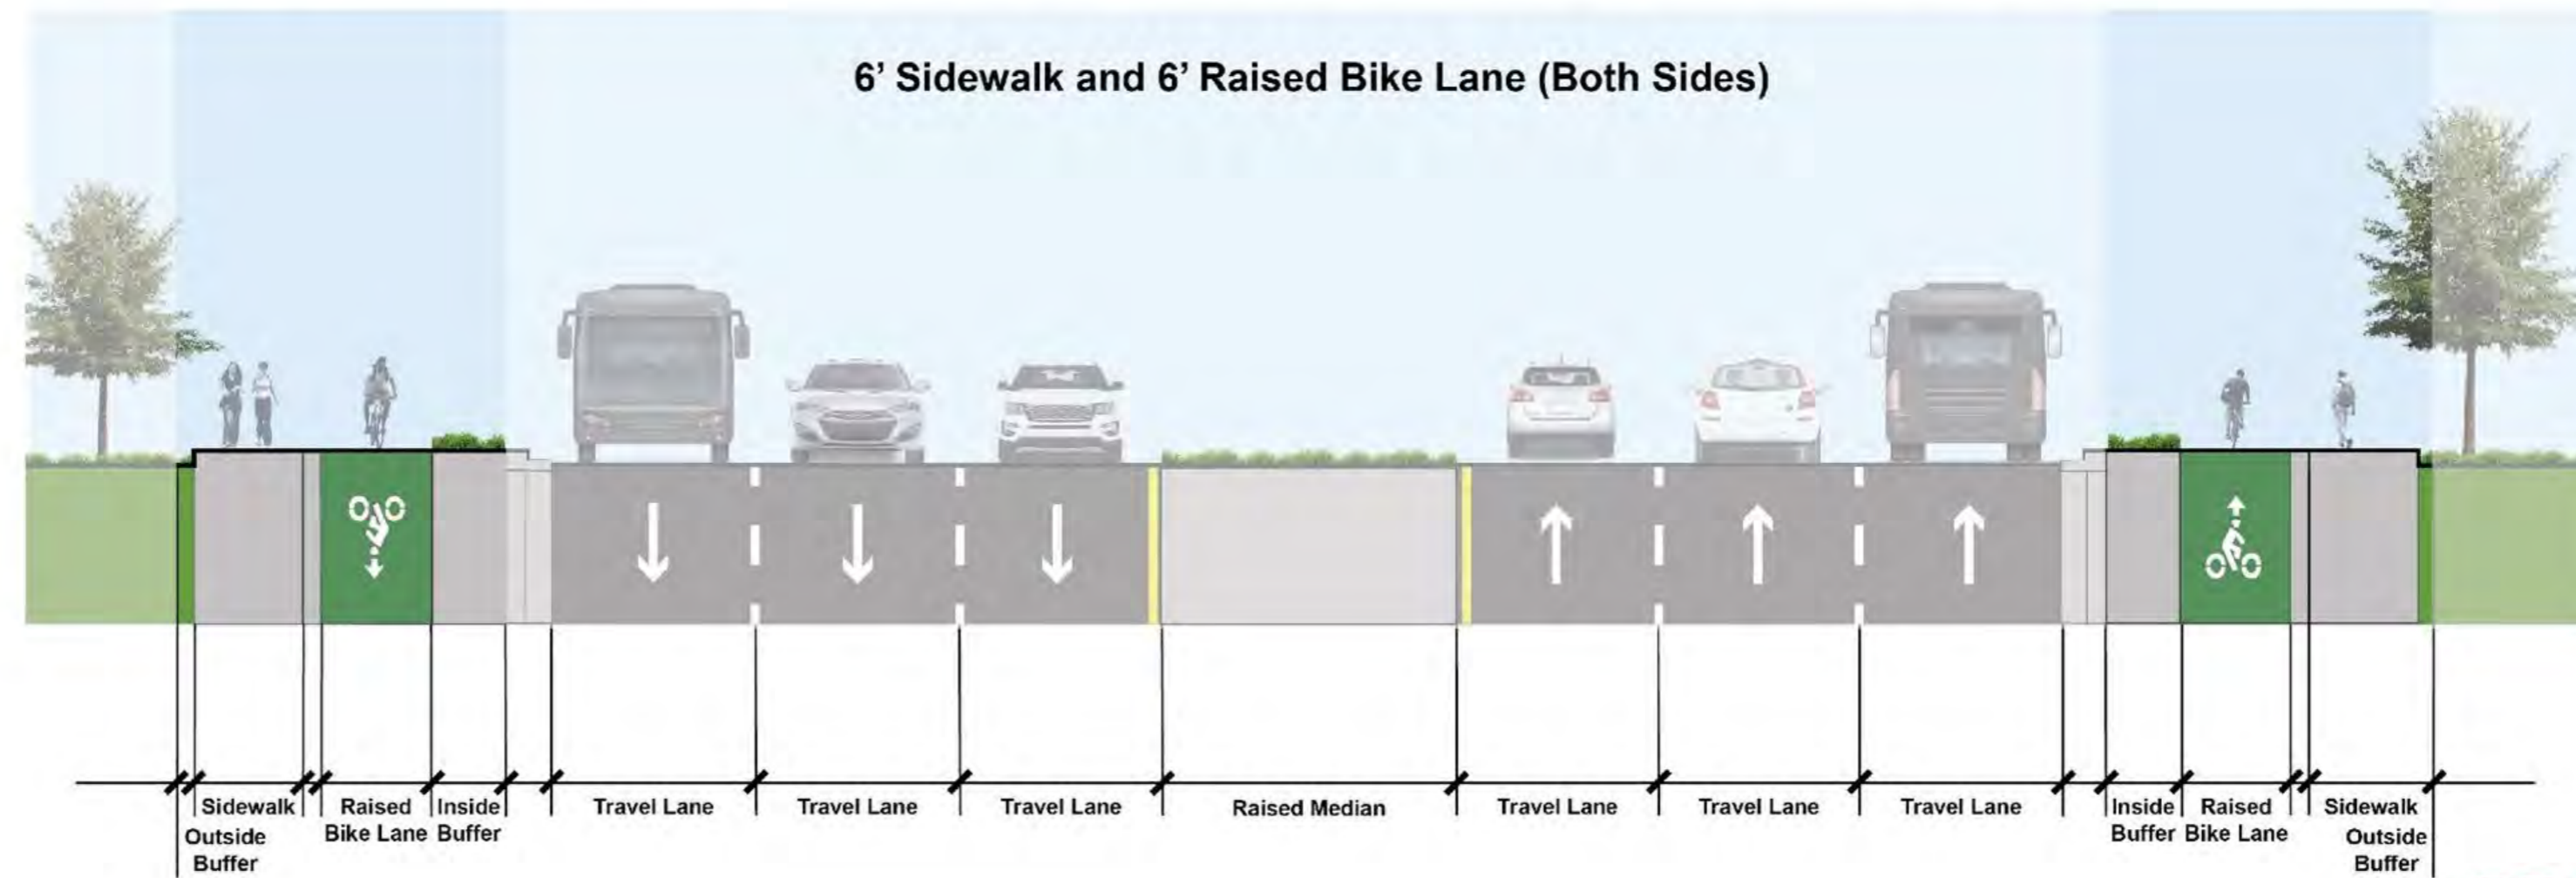 6’ Sidewalk and 6’ Raised Bike Lane (Both Sides)
Sidewalk
Outside
Buffer
Raised
Bike Lane
Inside
Buffer
Travel Lane
Travel Lane
Travel Lane
Raised Median
Travel Lane
Travel Lane
Travel Lane
Inside
Buffer
Raised
Bike Lane
Sidewalk
Outside
Buffer